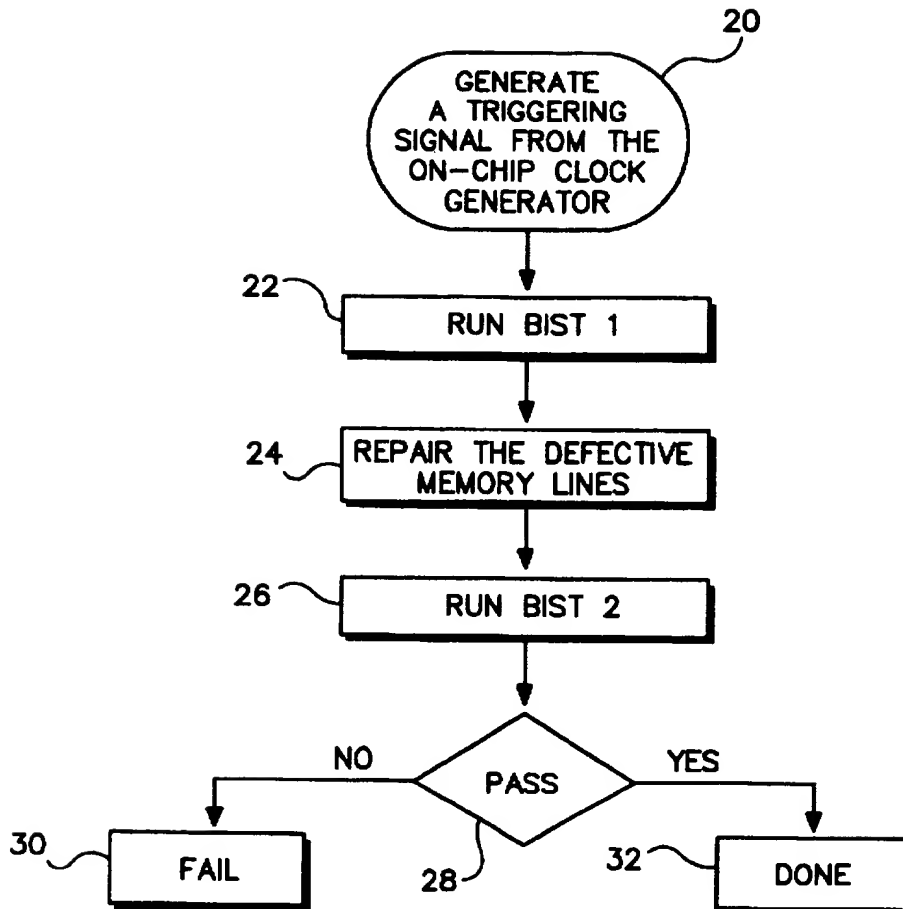 20
GENERATE
A TRIGGERING
SIGNAL FROM THE
ON-CHIP CLOCK
GENERATOR
22
RUN BIST 1
24
REPAIR THE DEFECTIVE
MEMORY LINES
26
RUN BIST 2
NO
PASS
YES
30
FAIL
28
32
DONE